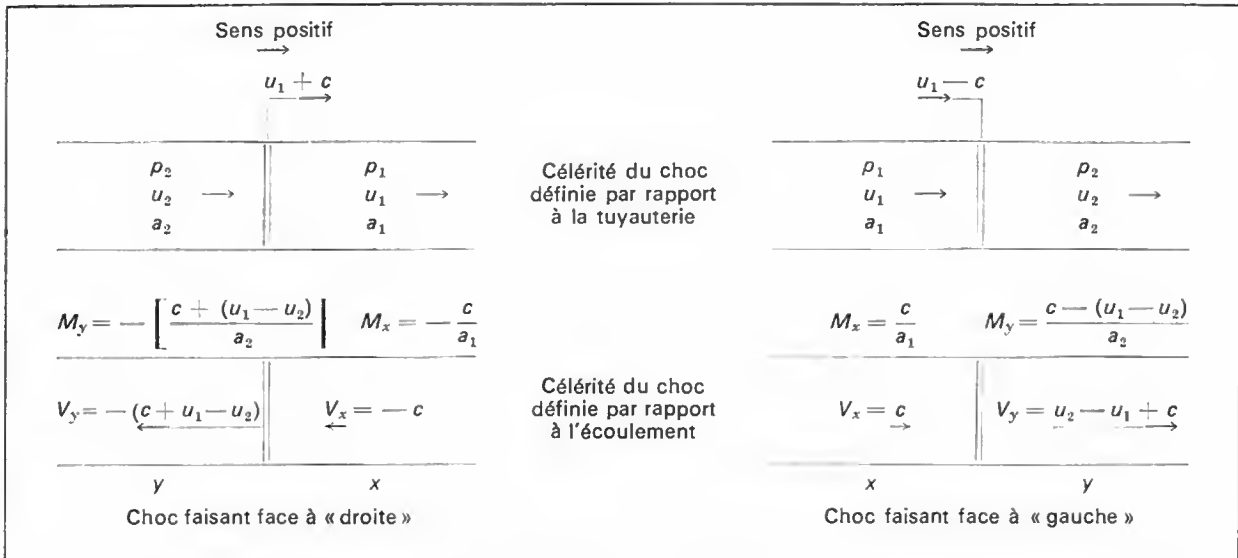 Sens positif
u₁ + c
p₂
u₂
a₂
p₁
u₁
a₁
M_y = − [ (c + (u₁ − u₂)) / a₂ ]
M_x = − c / a₁
V_y = − (c + u₁ − u₂)
V_x = − c
y
x
Choc faisant face à « droite »
Célérité du choc
définie par rapport
à la tuyauterie
Célérité du choc
définie par rapport
à l'écoulement
Sens positif
u₁ − c
p₁
u₁
a₁
p₂
u₂
a₂
M_x = c / a₁
M_y = (c − (u₁ − u₂)) / a₂
V_x = c
V_y = u₂ − u₁ + c
x
y
Choc faisant face à « gauche »